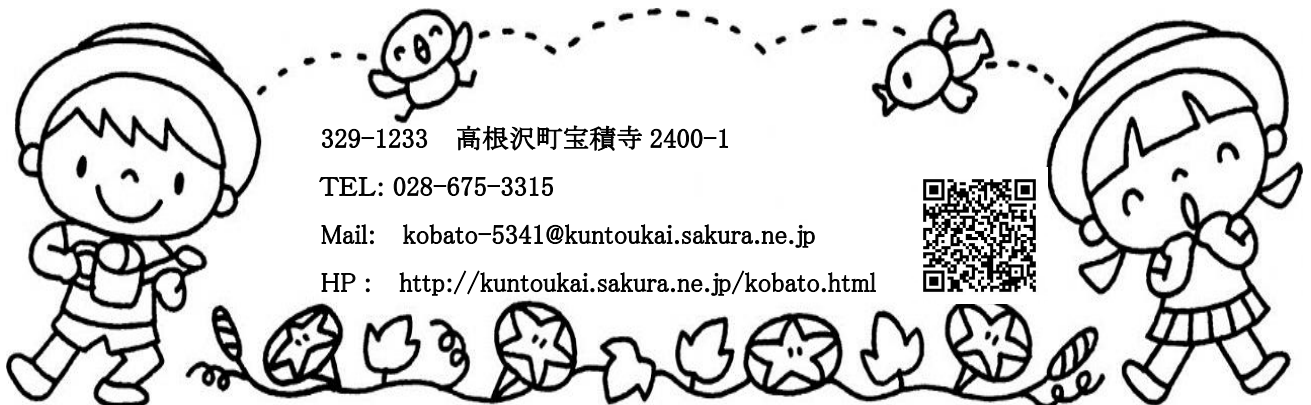 329-1233　高根沢町宝積寺 2400-1
TEL: 028-675-3315
Mail:　kobato-5341@kuntoukai.sakura.ne.jp
HP :　http://kuntoukai.sakura.ne.jp/kobato.html